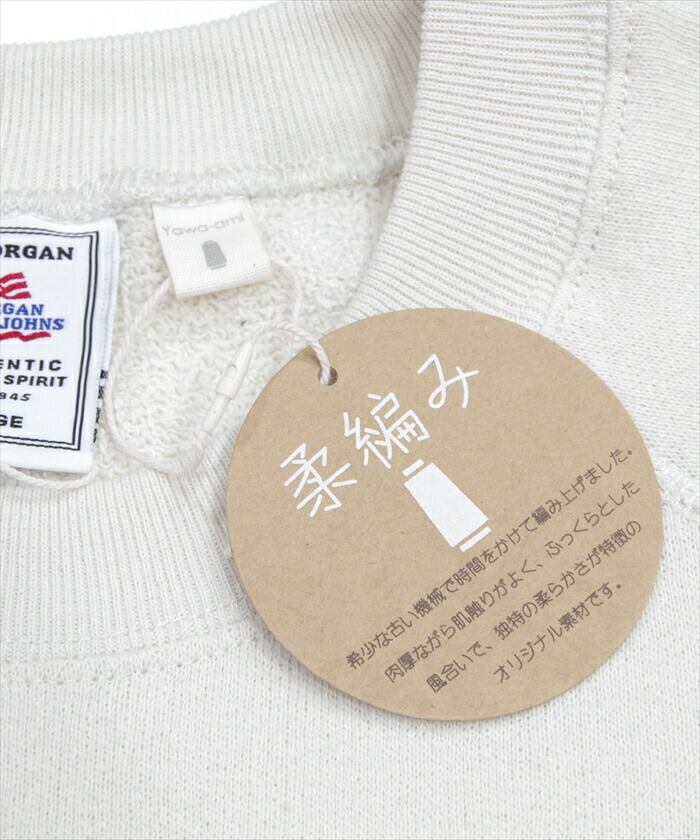 ORGAN
GAN
JOHNS
ENTIC
SPIRIT
945
GE
Yawa-ami
柔編み
希少な古い機械で時間をかけて編み上げました。
肉厚ながら肌触りがよく、ふっくらとした
風合いで、独特の柔らかさが特徴の
オリジナル素材です。